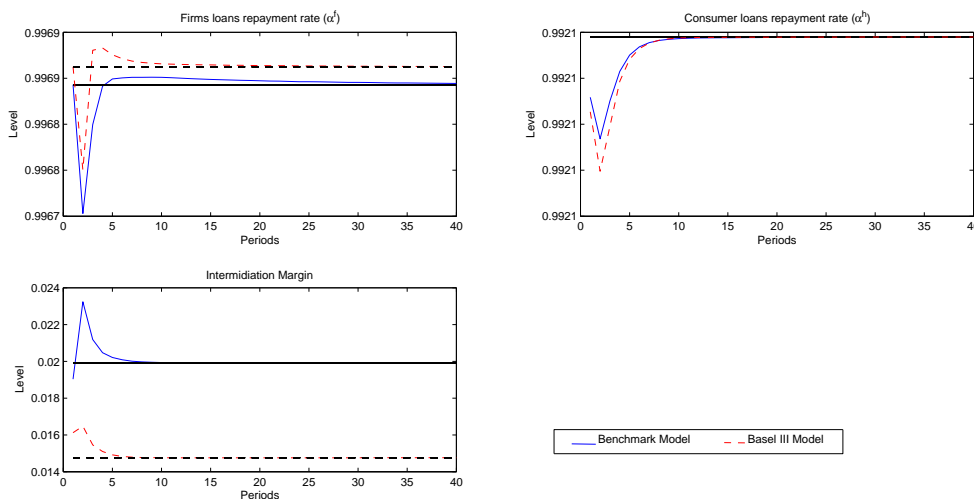 Firms loans repayment rate (α^f)
0.9969
0.9969
0.9968
0.9968
0.9967
Level
0 5 10 15 20 25 30 35 40
Periods
Consumer loans repayment rate (α^h)
0.9921
0.9921
0.9921
0.9921
0.9921
Level
0 5 10 15 20 25 30 35 40
Periods
Intermidiation Margin
0.024
0.022
0.02
0.018
0.016
0.014
Level
0 5 10 15 20 25 30 35 40
Periods
Benchmark Model Basel III Model